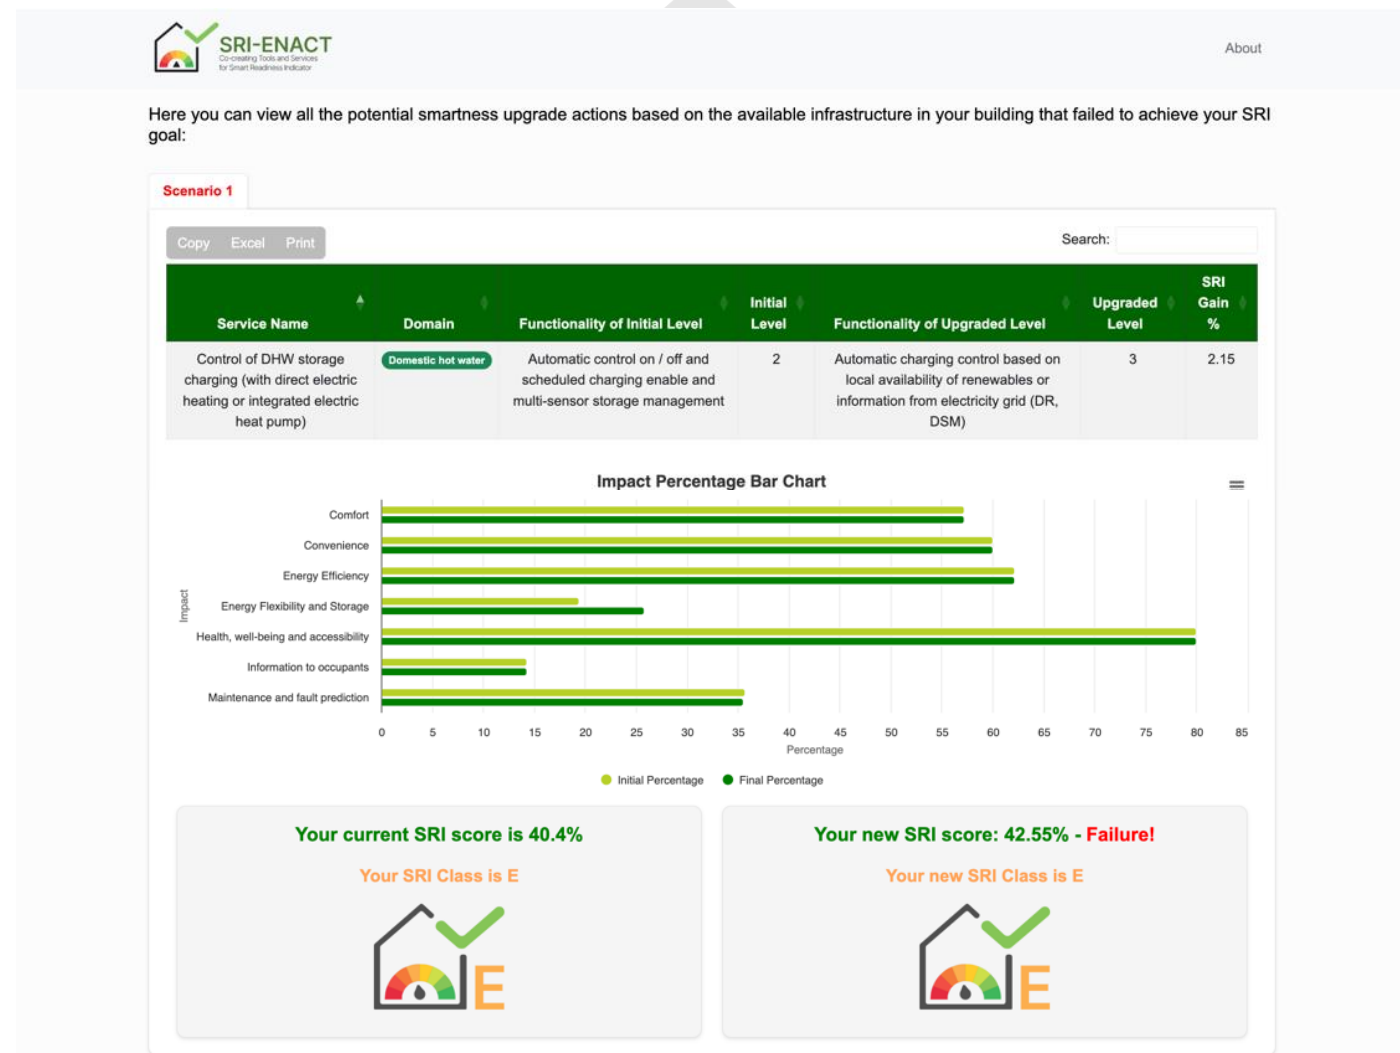 SRI-ENACT
Co-creating Tools and Services
for Smart Readiness Indicator
About
Here you can view all the potential smartness upgrade actions based on the available infrastructure in your building that failed to achieve your SRI
goal:
Scenario 1
Copy Excel Print
Search:
Service Name
Domain
Functionality of Initial Level
Initial
Level
Functionality of Upgraded Level
Upgraded
Level
SRI
Gain
%
Control of DHW storage
charging (with direct electric
heating or integrated electric
heat pump)
Domestic hot water
Automatic control on / off and
scheduled charging enable and
multi-sensor storage management
2
Automatic charging control based on
local availability of renewables or
information from electricity grid (DR,
DSM)
3
2.15
Impact Percentage Bar Chart
Impact
Comfort
Convenience
Energy Efficiency
Energy Flexibility and Storage
Health, well-being and accessibility
Information to occupants
Maintenance and fault prediction
0 5 10 15 20 25 30 35 40 45 50 55 60 65 70 75 80 85
Percentage
Initial Percentage Final Percentage
Your current SRI score is 40.4%
Your SRI Class is E
E
Your new SRI score: 42.55% - Failure!
Your new SRI Class is E
E